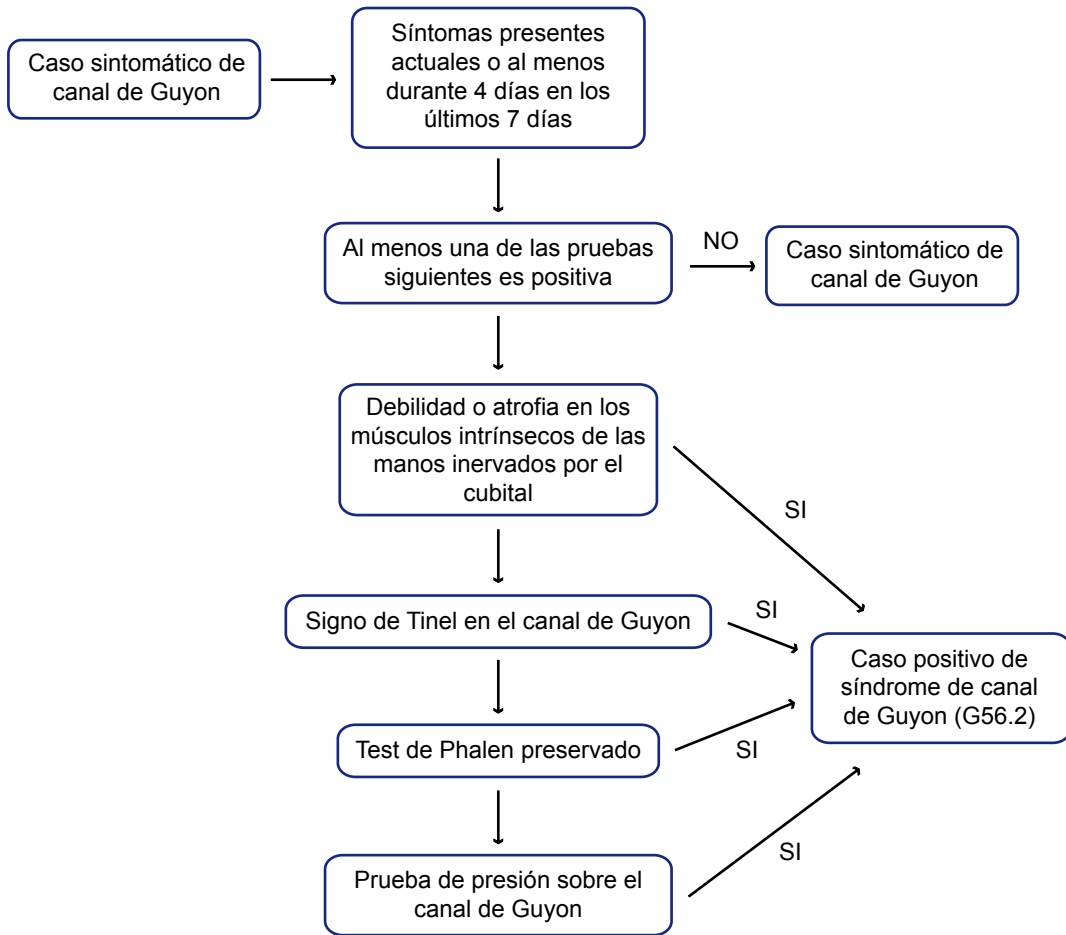 Caso sintomático de
canal de Guyon
Síntomas presentes
actuales o al menos
durante 4 días en los
últimos 7 días
Al menos una de las pruebas
siguientes es positiva
NO
Caso sintomático de
canal de Guyon
Debilidad o atrofia en los
músculos intrínsecos de las
manos inervados por el
cubital
SI
Signo de Tinel en el canal de Guyon
SI
Caso positivo de
síndrome de canal
de Guyon (G56.2)
Test de Phalen preservado
SI
Prueba de presión sobre el
canal de Guyon
SI